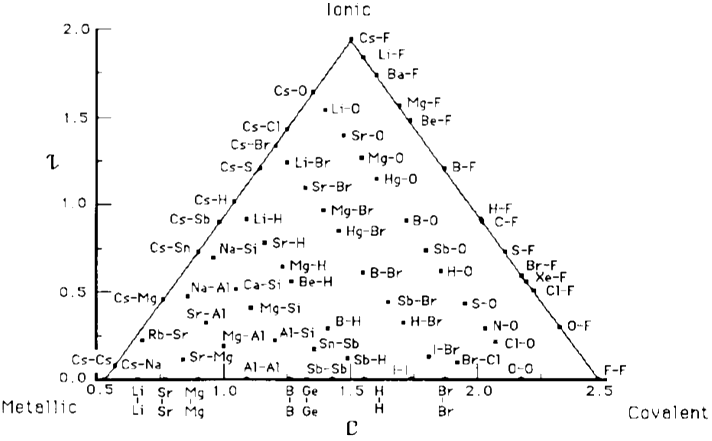 Ionic
2.0
Cs-F
Li-F
Ba-F
Cs-O
Mg-F
Li-O
1.5
Be-F
Cs-Cl
Sr-O
Cs-Br
Mg-O
Cs-S
Li-Br
B-F
Hg-O
Sr-Br
Cs-H
1.0
H-F
Mg-Br
Cs-Sb
Li-H
B-O
C-F
Hg-Br
Sr-H
Cs-Sn
Na-Si
Sb-O
S-F
Mg-H
Br-F
B-Br
H-O
Xe-F
Be-H
Na-Al
Ca-Si
Cl-F
0.5
Cs-Mg
Sb-Br
S-O
Mg-Si
Sr-Al
B-H
H-Br
N-O
O-F
Rb-Sr
Mg-Al
Al-Si
Sn-Sb
Cl-O
I-Br
Cs-Cs
Cs-Na
Sr-Mg
Sb-H
Br-Cl
Al-Al
Sb-Sb
I-I
O-O
F-F
0.0
0.5
1.0
1.5
2.0
2.5
Li Sr Mg B Ge H Br
Li Sr Mg B Ge H Br
Metallic
Covalent
C